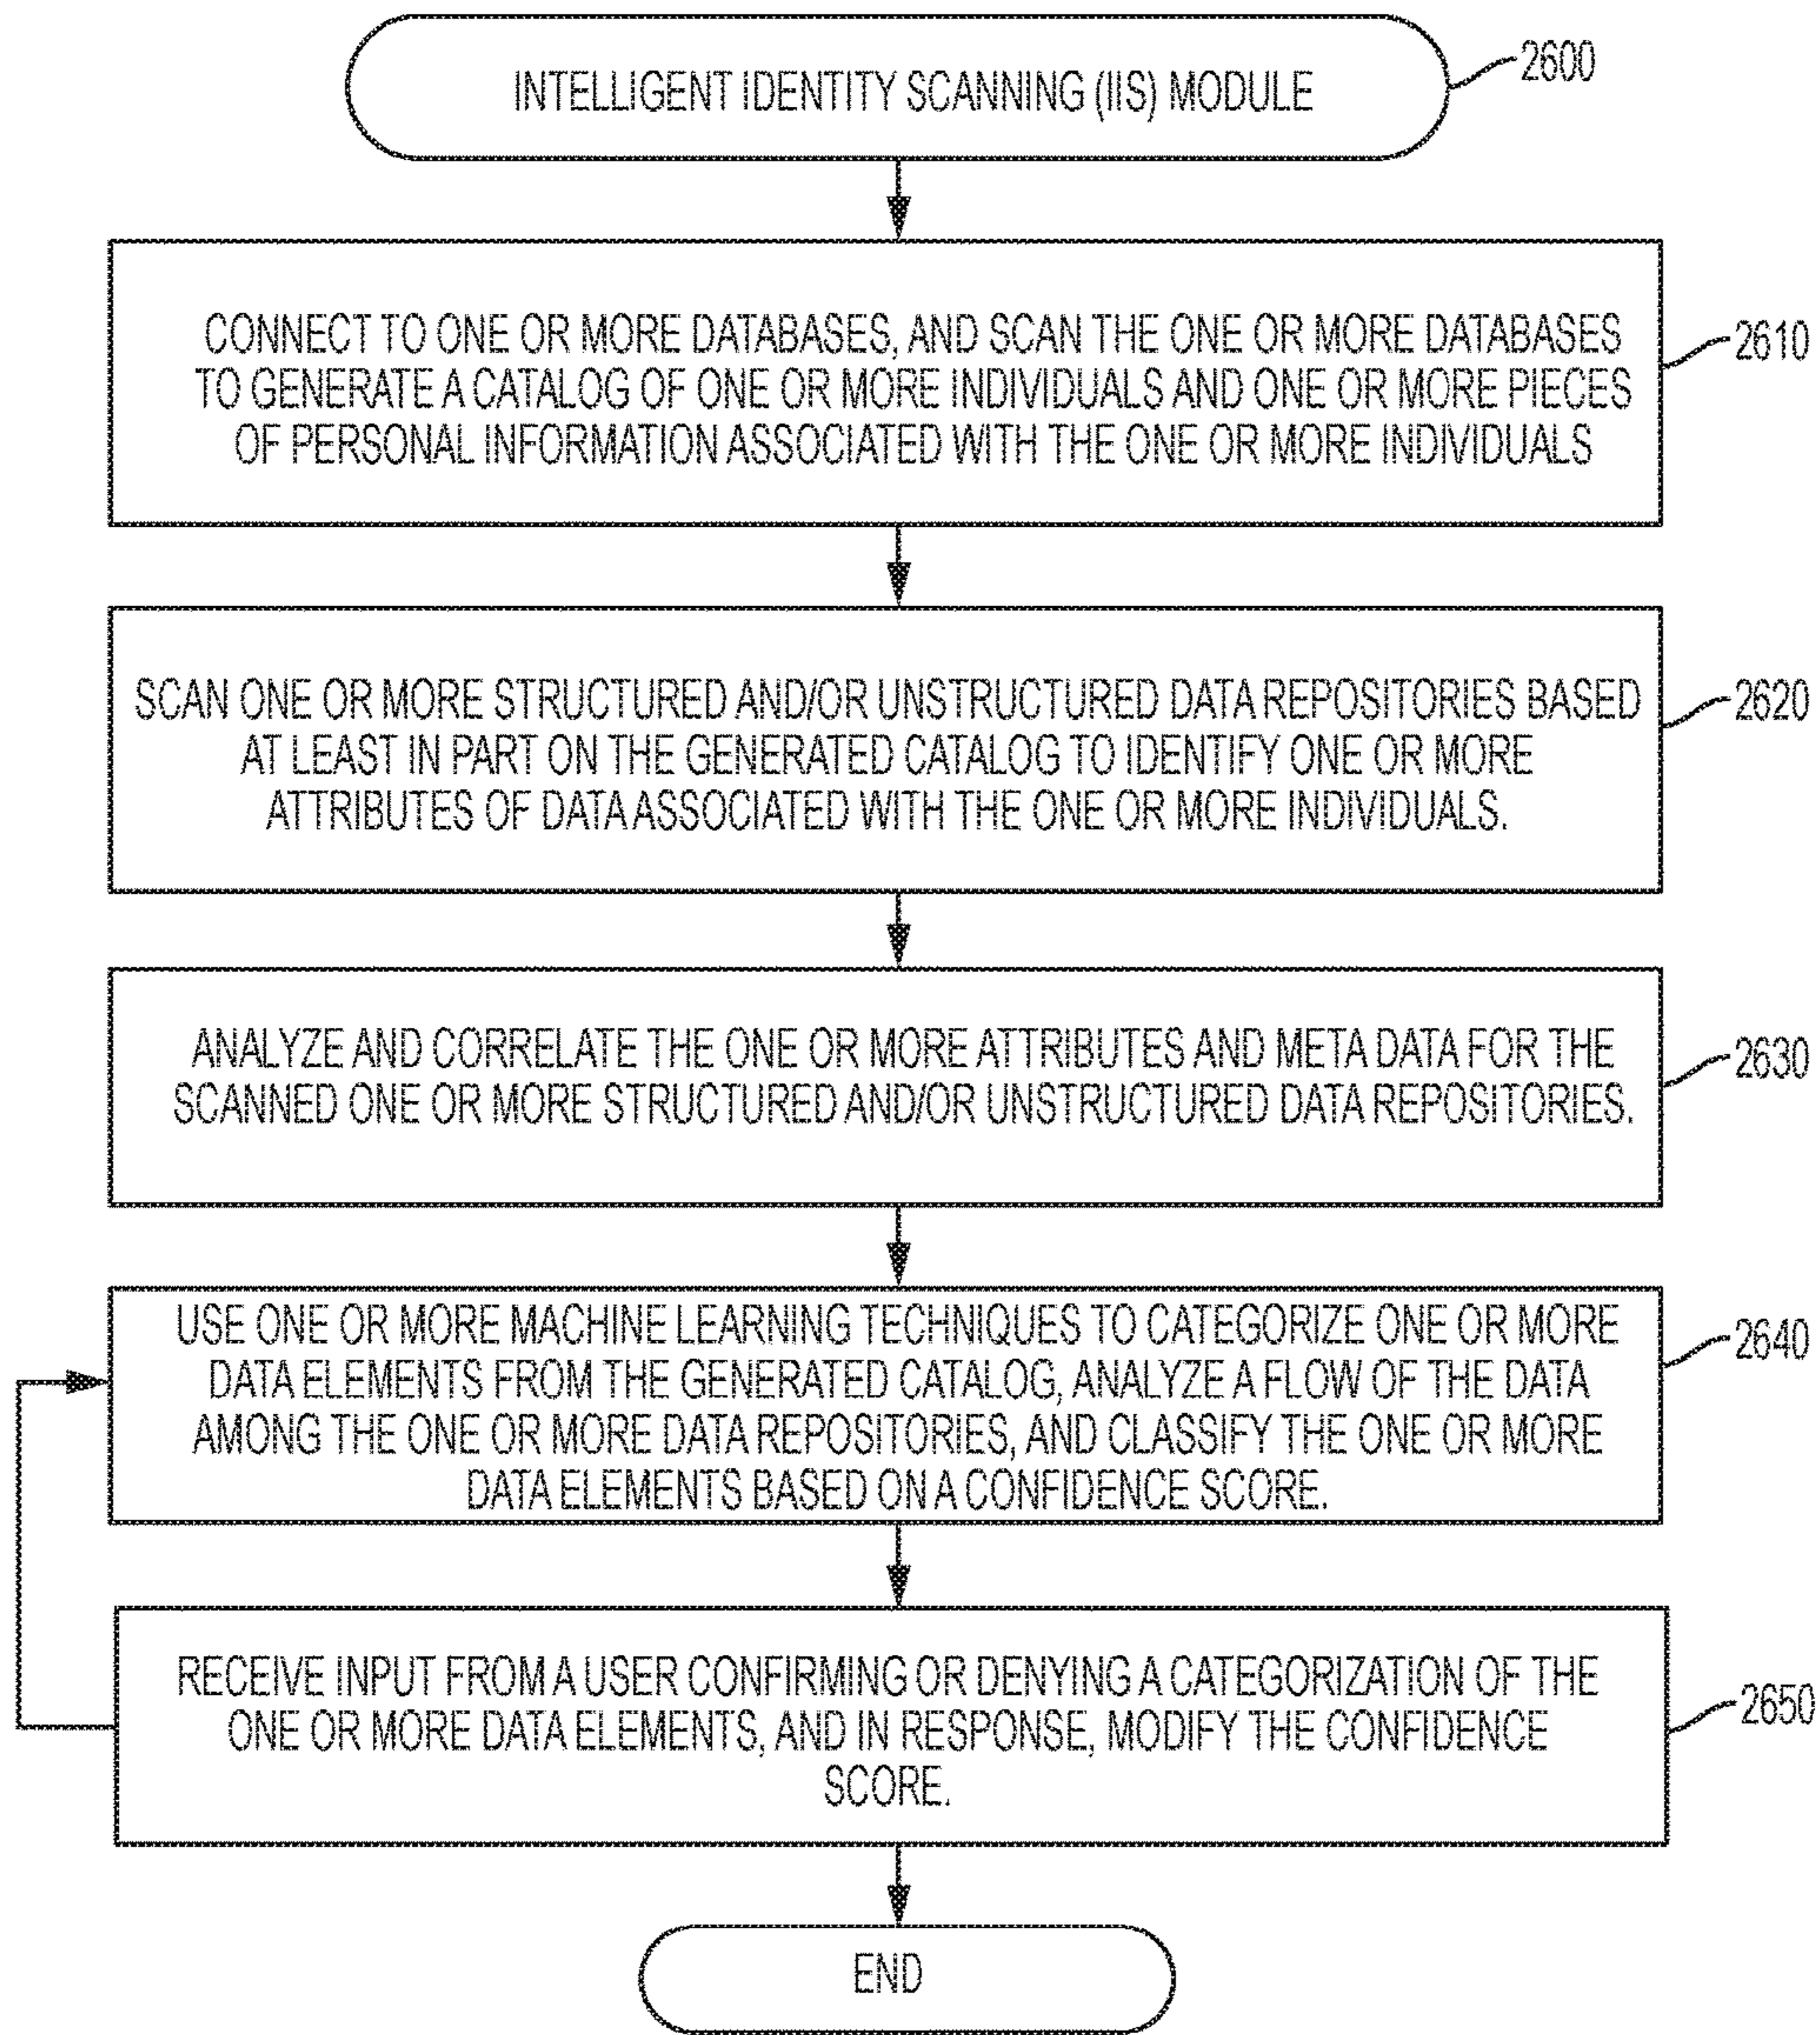 INTELLIGENT IDENTITY SCANNING (IIS) MODULE
2600
CONNECT TO ONE OR MORE DATABASES, AND SCAN THE ONE OR MORE DATABASES
TO GENERATE A CATALOG OF ONE OR MORE INDIVIDUALS AND ONE OR MORE PIECES
OF PERSONAL INFORMATION ASSOCIATED WITH THE ONE OR MORE INDIVIDUALS
2610
SCAN ONE OR MORE STRUCTURED AND/OR UNSTRUCTURED DATA REPOSITORIES BASED
AT LEAST IN PART ON THE GENERATED CATALOG TO IDENTIFY ONE OR MORE
ATTRIBUTES OF DATA ASSOCIATED WITH THE ONE OR MORE INDIVIDUALS.
2620
ANALYZE AND CORRELATE THE ONE OR MORE ATTRIBUTES AND META DATA FOR THE
SCANNED ONE OR MORE STRUCTURED AND/OR UNSTRUCTURED DATA REPOSITORIES.
2630
USE ONE OR MORE MACHINE LEARNING TECHNIQUES TO CATEGORIZE ONE OR MORE
DATA ELEMENTS FROM THE GENERATED CATALOG, ANALYZE A FLOW OF THE DATA
AMONG THE ONE OR MORE DATA REPOSITORIES, AND CLASSIFY THE ONE OR MORE
DATA ELEMENTS BASED ON A CONFIDENCE SCORE.
2640
RECEIVE INPUT FROM A USER CONFIRMING OR DENYING A CATEGORIZATION OF THE
ONE OR MORE DATA ELEMENTS, AND IN RESPONSE, MODIFY THE CONFIDENCE
SCORE.
2650
END